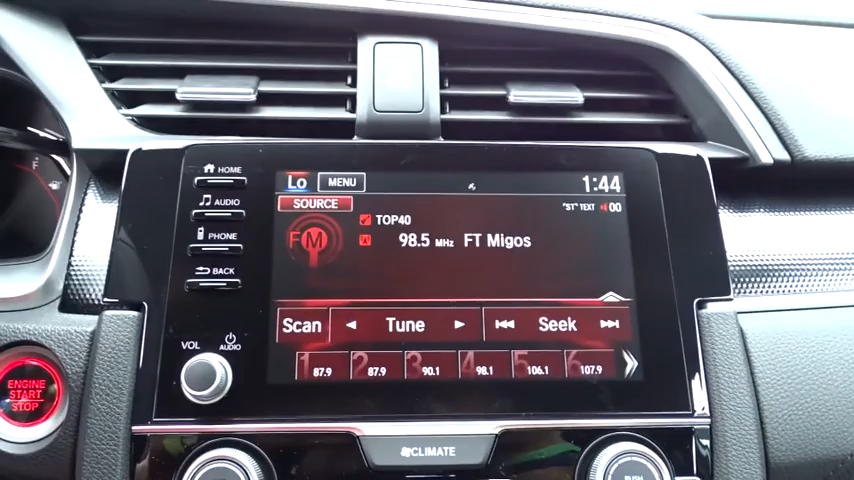 HOME
Lo MENU 1:44
AUDIO
SOURCE "ST" TEXT 00
TOP40
PHONE
FM 98.5 MHz FT Migos
BACK
Scan Tune Seek
VOL AUDIO
1 87.9 2 87.9 3 90.1 4 98.1 5 106.1 6 107.9
ENGINE
START
STOP
CLIMATE
PUSH
F